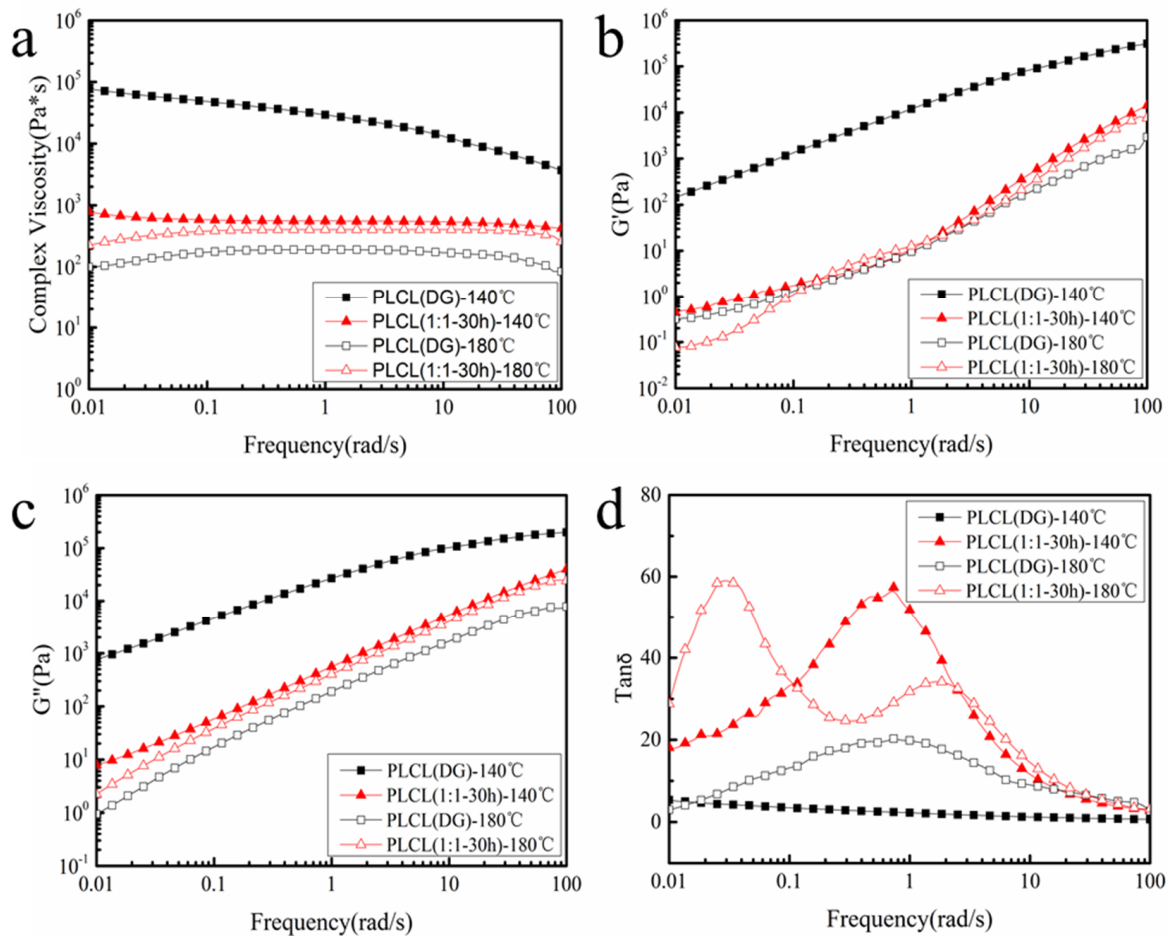 a
Complex Viscosity(Pa*s)
10^6
10^5
10^4
10^3
10^2
10^1
10^0
PLCL(DG)-140℃
PLCL(1:1-30h)-140℃
PLCL(DG)-180℃
PLCL(1:1-30h)-180℃
0.01 0.1 1 10 100
Frequency(rad/s)
b
G'(Pa)
10^6
10^5
10^4
10^3
10^2
10^1
10^0
10^-1
10^-2
PLCL(DG)-140℃
PLCL(1:1-30h)-140℃
PLCL(DG)-180℃
PLCL(1:1-30h)-180℃
0.01 0.1 1 10 100
Frequency(rad/s)
c
G"(Pa)
10^6
10^5
10^4
10^3
10^2
10^1
10^0
10^-1
PLCL(DG)-140℃
PLCL(1:1-30h)-140℃
PLCL(DG)-180℃
PLCL(1:1-30h)-180℃
0.01 0.1 1 10 100
Frequency(rad/s)
d
Tanδ
80
60
40
20
0
PLCL(DG)-140℃
PLCL(1:1-30h)-140℃
PLCL(DG)-180℃
PLCL(1:1-30h)-180℃
0.01 0.1 1 10 100
Frequency(rad/s)